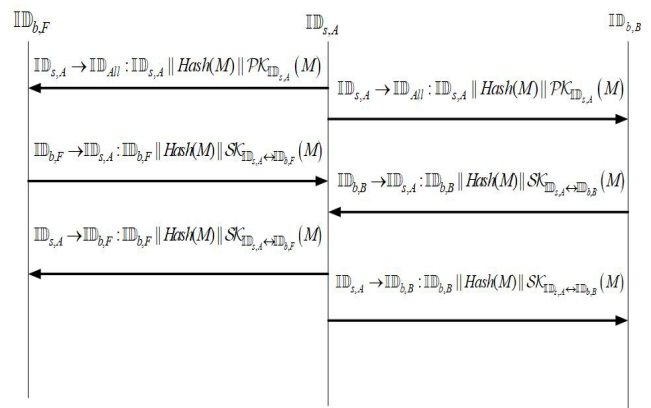 𝕀𝔻_{b,F} 𝕀𝔻_{s,A} 𝕀𝔻_{b,B}
𝕀𝔻_{s,A} → 𝕀𝔻_{All} : 𝕀𝔻_{s,A} || Hash(M) || 𝒫𝒦_{𝕀𝔻_{s,A}}(M)
𝕀𝔻_{s,A} → 𝕀𝔻_{All} : 𝕀𝔻_{s,A} || Hash(M) || 𝒫𝒦_{𝕀𝔻_{s,A}}(M)
𝕀𝔻_{b,F} → 𝕀𝔻_{s,A} : 𝕀𝔻_{b,F} || Hash(M) || 𝒮𝒦_{𝕀𝔻_{s,A}↔𝕀𝔻_{b,F}}(M)
𝕀𝔻_{b,B} → 𝕀𝔻_{s,A} : 𝕀𝔻_{b,B} || Hash(M) || 𝒮𝒦_{𝕀𝔻_{s,A}↔𝕀𝔻_{b,B}}(M)
𝕀𝔻_{s,A} → 𝕀𝔻_{b,F} : 𝕀𝔻_{b,F} || Hash(M) || 𝒮𝒦_{𝕀𝔻_{s,A}↔𝕀𝔻_{b,F}}(M)
𝕀𝔻_{s,A} → 𝕀𝔻_{b,B} : 𝕀𝔻_{b,B} || Hash(M) || 𝒮𝒦_{𝕀𝔻_{s,A}↔𝕀𝔻_{b,B}}(M)